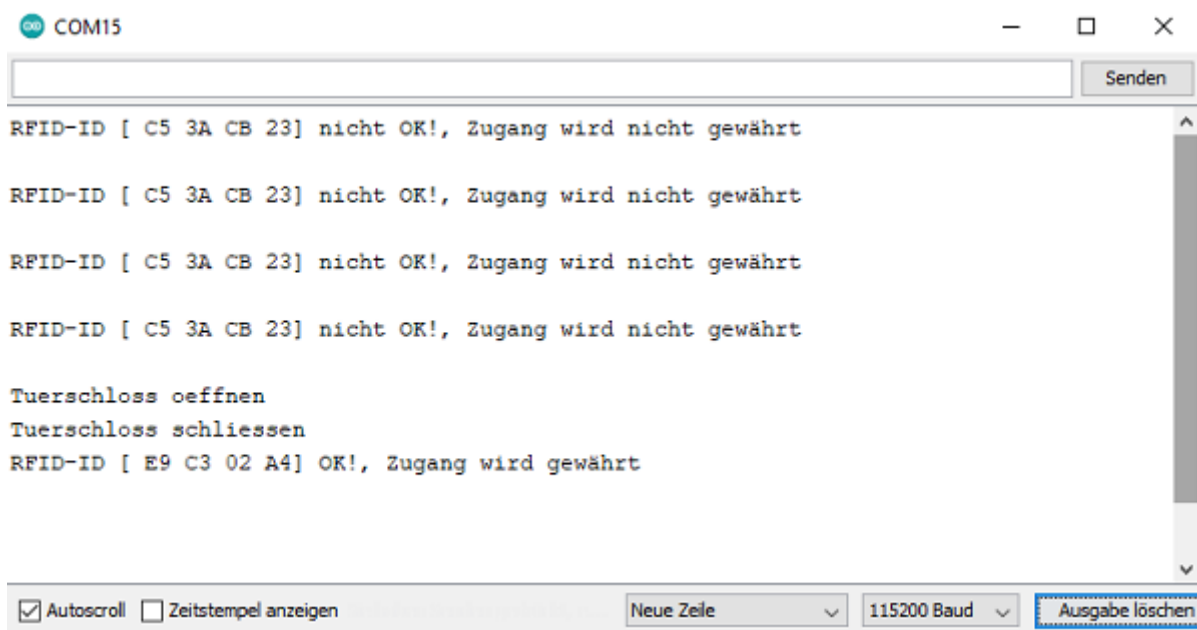 COM15
Senden
RFID-ID [ C5 3A CB 23] nicht OK!, Zugang wird nicht gewährt
RFID-ID [ C5 3A CB 23] nicht OK!, Zugang wird nicht gewährt
RFID-ID [ C5 3A CB 23] nicht OK!, Zugang wird nicht gewährt
RFID-ID [ C5 3A CB 23] nicht OK!, Zugang wird nicht gewährt
Tuerschloss oeffnen
Tuerschloss schliessen
RFID-ID [ E9 C3 02 A4] OK!, Zugang wird gewährt
Autoscroll Zeitstempel anzeigen Neue Zeile 115200 Baud Ausgabe löschen